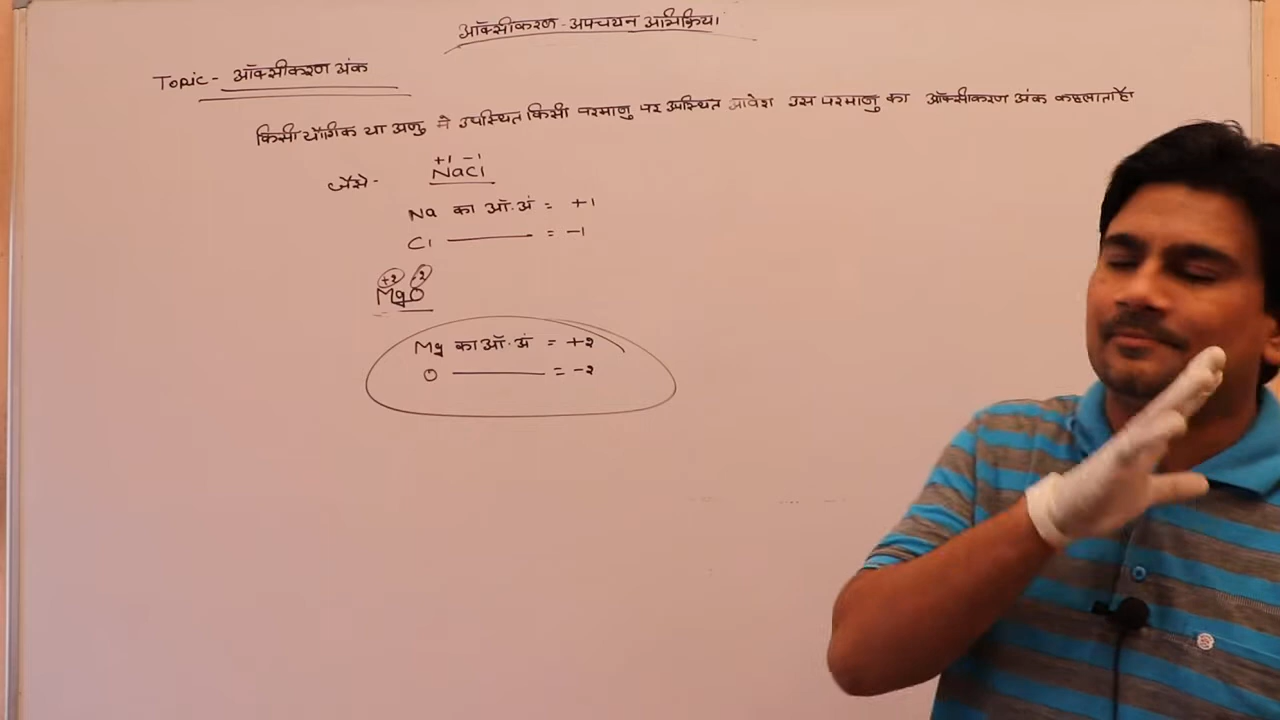 ऑक्सीकरण-अपचयन अभिक्रिया
Topic- ऑक्सीकरण अंक
किसी यौगिक या अणु मे उपस्थित किसी परमाणु पर उपस्थित आवेश उस परमाणु का ऑक्सीकरण अंक कहलाता है।
+1 -1
जैसे- NaCl
Na का ऑ.अं = +1
Cl ——— = -1
+2 -2
MgO
Mg का ऑ.अं = +2
O ——— = -2